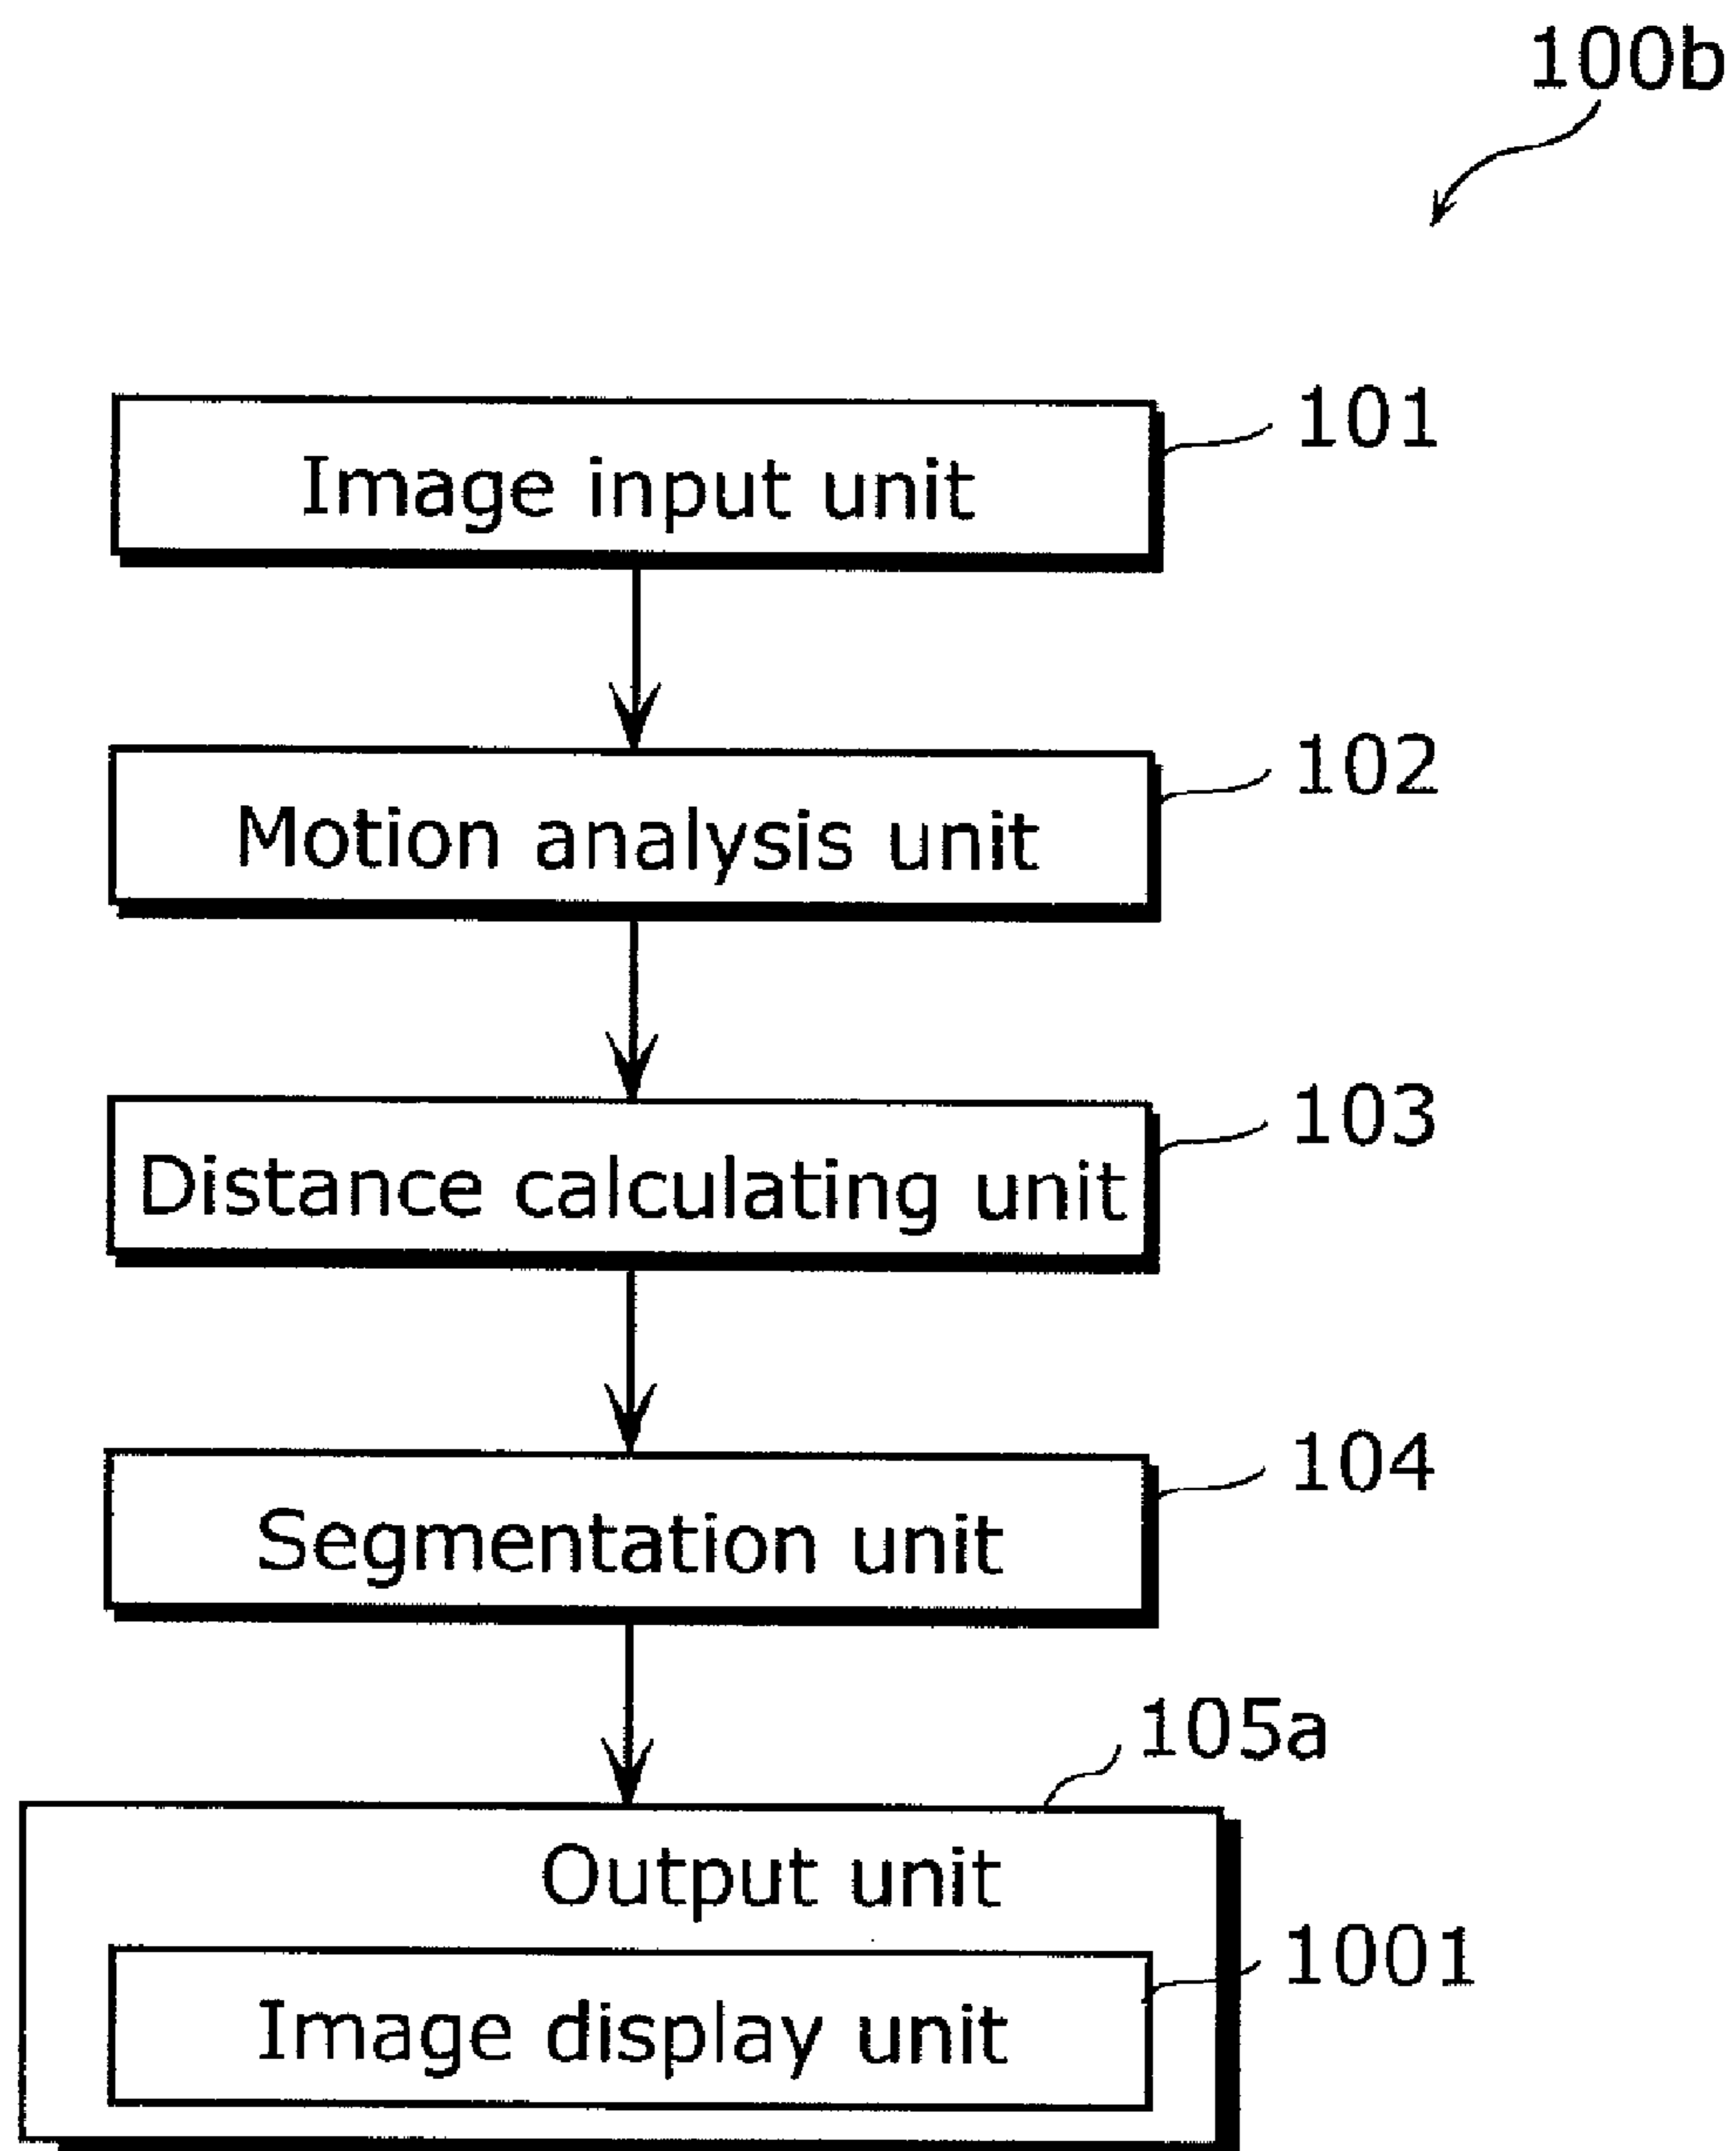 100b
101
Image input unit
102
Motion analysis unit
103
Distance calculating unit
104
Segmentation unit
105a
Output unit
1001
Image display unit